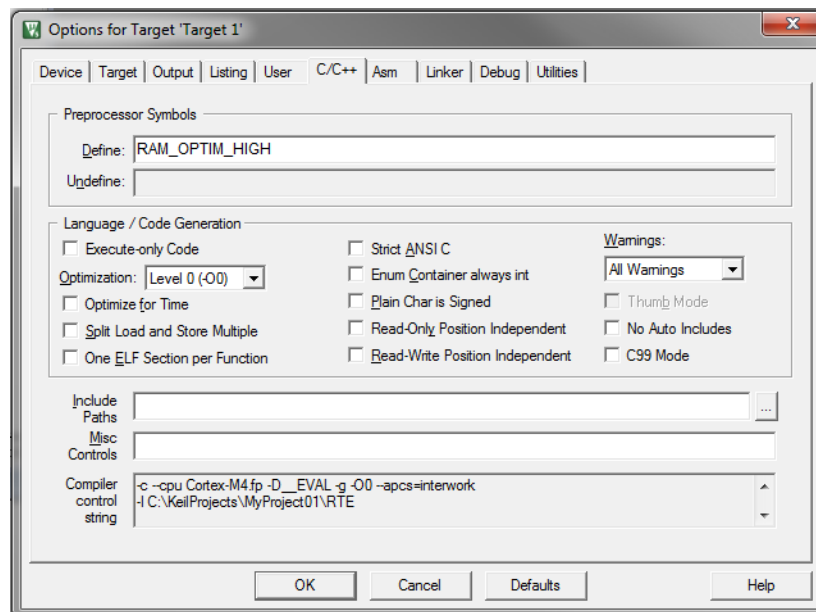 Options for Target 'Target 1'
Device Target Output Listing User C/C++ Asm Linker Debug Utilities
Preprocessor Symbols
Define: RAM_OPTIM_HIGH
Undefine:
Language / Code Generation
Execute-only Code
Optimization: Level 0 (-O0)
Optimize for Time
Split Load and Store Multiple
One ELF Section per Function
Strict ANSI C
Enum Container always int
Plain Char is Signed
Read-Only Position Independent
Read-Write Position Independent
Warnings:
All Warnings
Thumb Mode
No Auto Includes
C99 Mode
Include
Paths
...
Misc
Controls
Compiler
control
string
-c --cpu Cortex-M4.fp -D__EVAL -g -O0 --apcs=interwork
-I C:\KeilProjects\MyProject01\RTE
OK Cancel Defaults Help